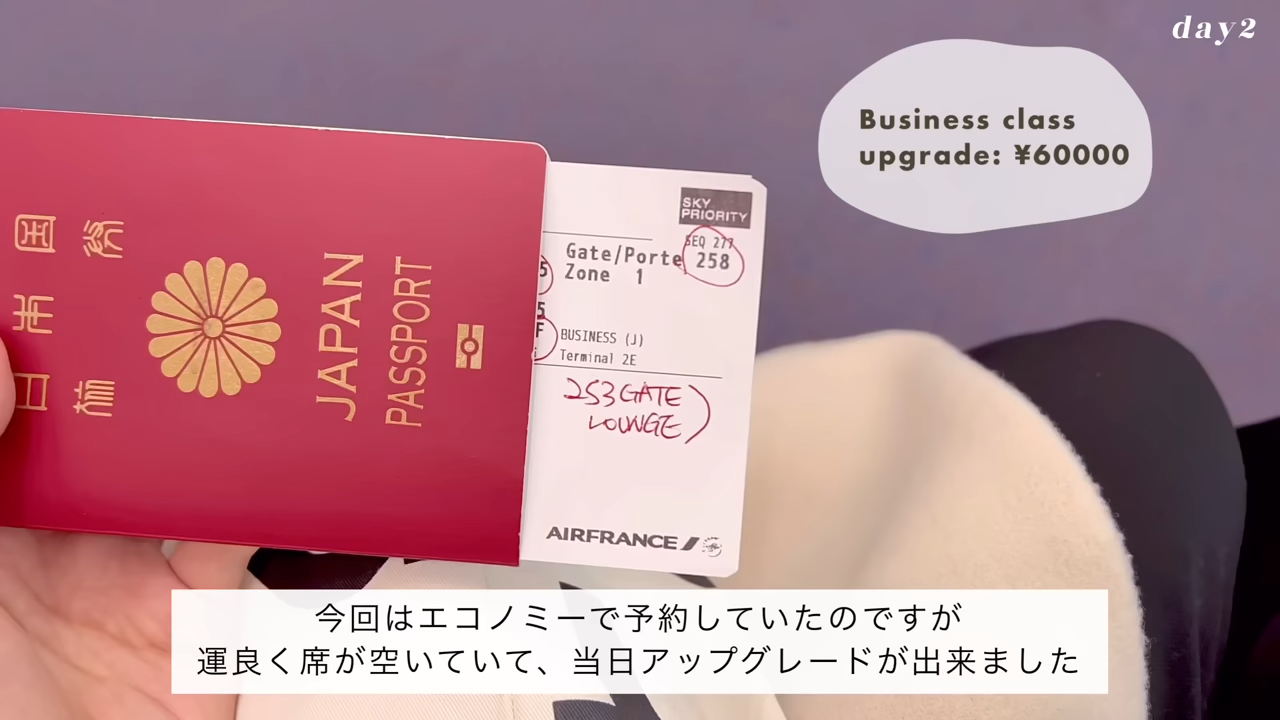 day2
Business class
upgrade: ¥60000
日本国
旅券
JAPAN
PASSPORT
SKY
PRIORITY
SEQ 277
Gate/Porte 258
Zone 1
5
5
F
BUSINESS (J)
Terminal 2E
253GATE
LOUNGE
AIRFRANCE
今回はエコノミーで予約していたのですが
運良く席が空いていて、当日アップグレードが出来ました